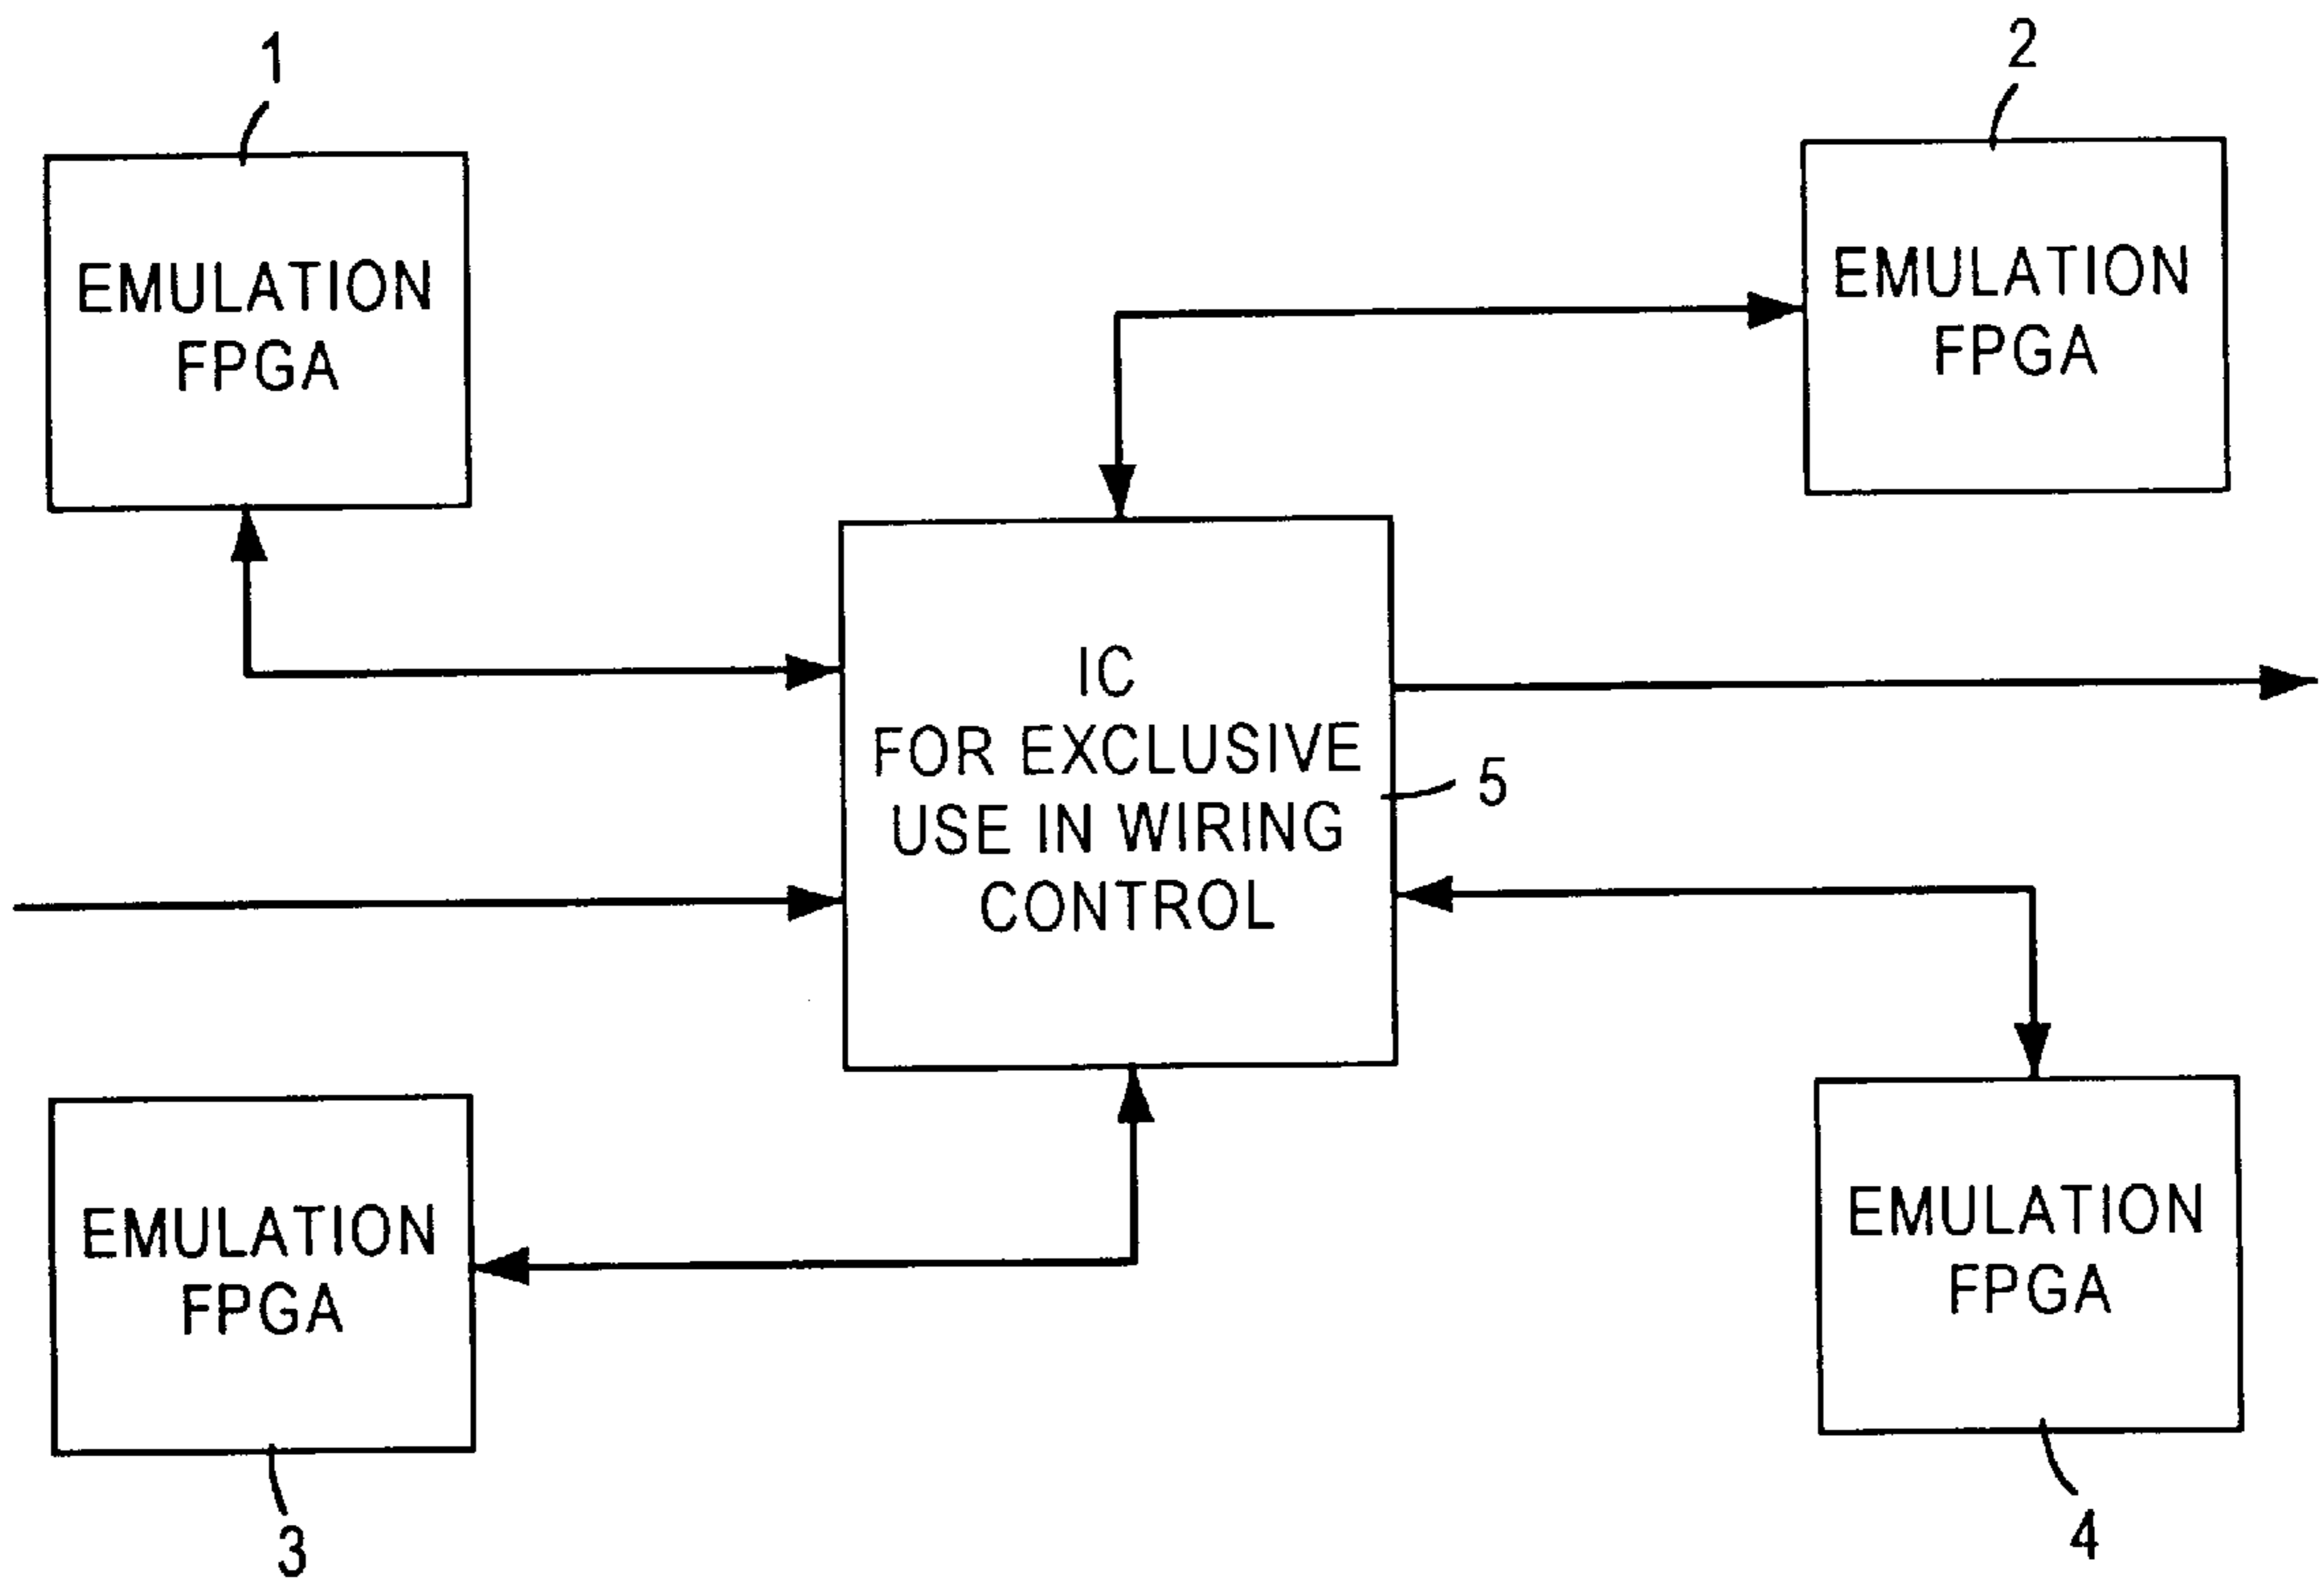 1
2
EMULATION
FPGA
EMULATION
FPGA
IC
FOR EXCLUSIVE
USE IN WIRING
CONTROL
5
EMULATION
FPGA
EMULATION
FPGA
3
4